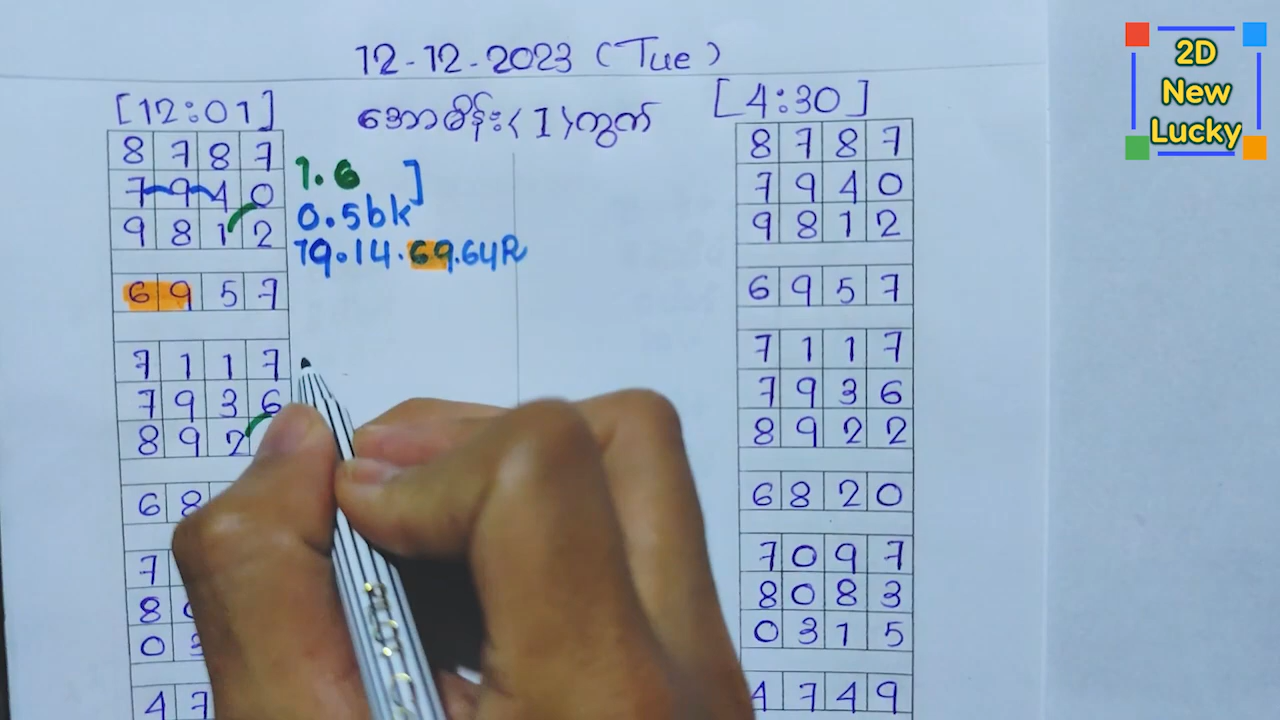 12-12-2023 (Tue)
[12:01]
အောမိန်း(1)ကွက်
[4:30]
2D
New
Lucky
8 7 8 7
7 9 4 0
9 8 1 2
6 9 5 7
7 1 1 7
7 9 3 6
8 9 2
6 8
7
8
0
4 7
1.6
0.5bk
79.14.69.64R
8 7 8 7
7 9 4 0
9 8 1 2
6 9 5 7
7 1 1 7
7 9 3 6
8 9 2 2
6 8 2 0
7 0 9 7
8 0 8 3
0 3 1 5
4 7 4 9